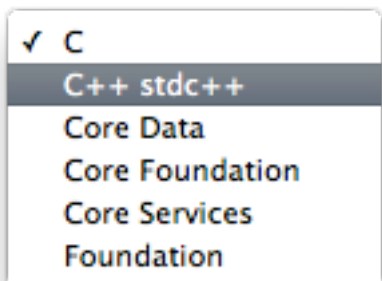 ✓ C
C++ stdc++
Core Data
Core Foundation
Core Services
Foundation